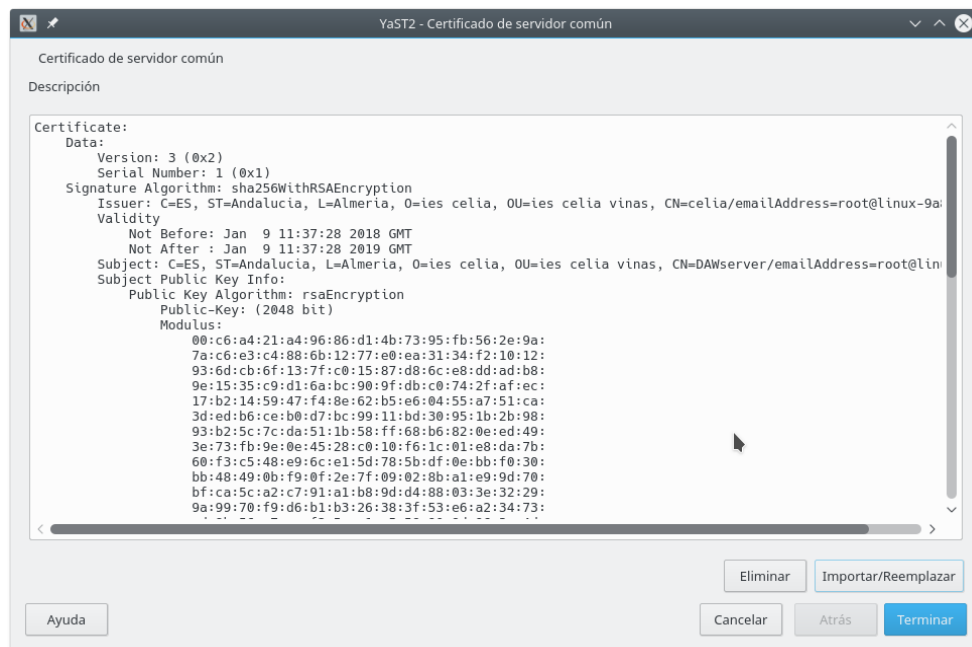 YaST2 - Certificado de servidor común
Certificado de servidor común
Descripción
Certificate:
Data:
Version: 3 (0x2)
Serial Number: 1 (0x1)
Signature Algorithm: sha256WithRSAEncryption
Issuer: C=ES, ST=Andalucia, L=Almeria, O=ies celia, OU=ies celia vinas, CN=celia/emailAddress=root@linux-9a
Validity
Not Before: Jan  9 11:37:28 2018 GMT
Not After : Jan  9 11:37:28 2019 GMT
Subject: C=ES, ST=Andalucia, L=Almeria, O=ies celia, OU=ies celia vinas, CN=DAWserver/emailAddress=root@lin
Subject Public Key Info:
Public Key Algorithm: rsaEncryption
Public-Key: (2048 bit)
Modulus:
00:c6:a4:21:a4:96:86:d1:4b:73:95:fb:56:2e:9a:
7a:c6:e3:c4:88:6b:12:77:e0:ea:31:34:f2:10:12:
93:6d:cb:6f:13:7f:c0:15:87:d8:6c:e8:dd:ad:b8:
9e:15:35:c9:d1:6a:bc:90:9f:db:c0:74:2f:af:ec:
17:b2:14:59:47:f4:8e:62:b5:e6:04:55:a7:51:ca:
3d:ed:b6:ce:b0:d7:bc:99:11:bd:30:95:1b:2b:98:
93:b2:5c:7c:da:51:1b:58:ff:68:b6:82:0e:ed:49:
3e:73:fb:9e:0e:45:28:c0:10:f6:1c:01:e8:da:7b:
60:f3:c5:48:e9:6c:e1:5d:78:5b:df:0e:bb:f0:30:
bb:48:49:0b:f9:0f:2e:7f:09:02:8b:a1:e9:9d:70:
bf:ca:5c:a2:c7:91:a1:b8:9d:d4:88:03:3e:32:29:
9a:99:70:f9:d6:b1:b3:26:38:3f:53:e6:a2:34:73:
Eliminar
Importar/Reemplazar
Ayuda
Cancelar
Atrás
Terminar